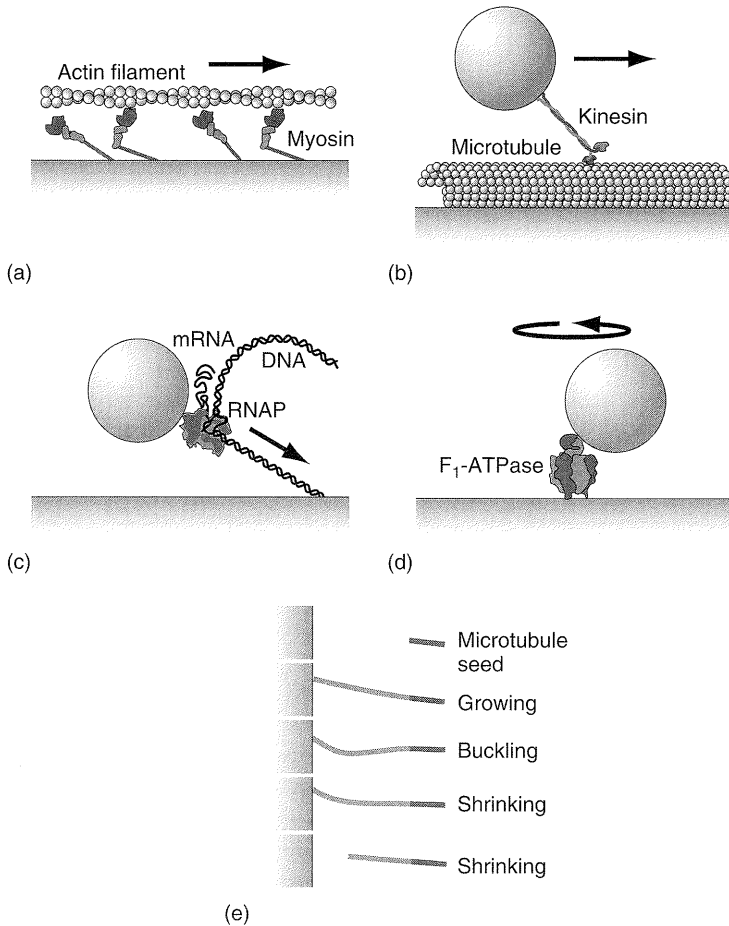 Actin filament
Myosin
(a)
Kinesin
Microtubule
(b)
mRNA
DNA
RNAP
(c)
F₁-ATPase
(d)
Microtubule
seed
Growing
Buckling
Shrinking
Shrinking
(e)